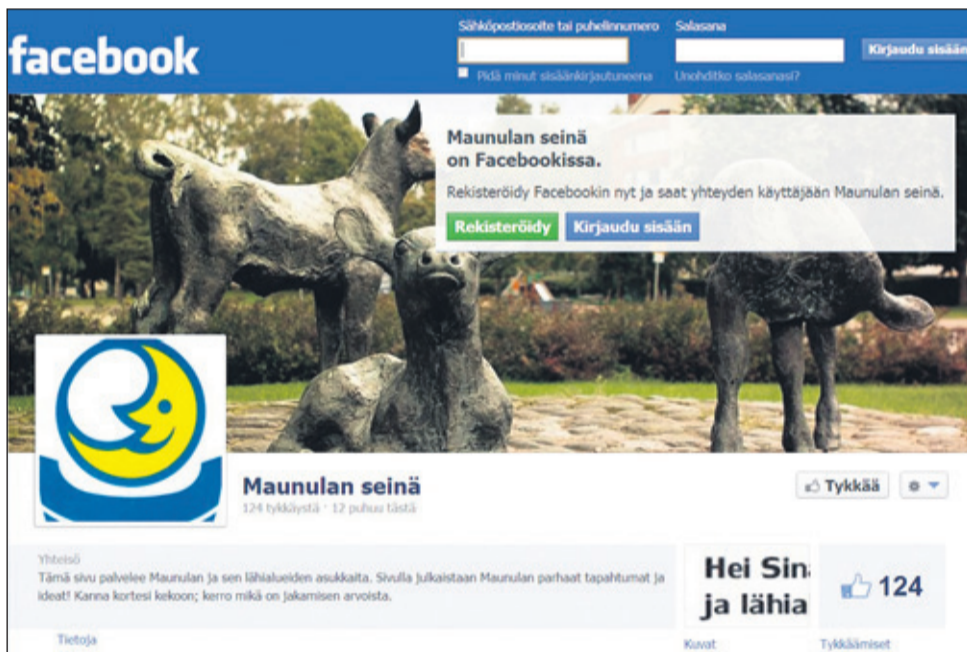 facebook
Sähköpostiosoite tai puhelinnumero
Salasana
Kirjaudu sisään
Pidä minut sisäänkirjautuneena
Unohditko salasanasi?
Maunulan seinä
on Facebookissa.
Rekisteröidy Facebookin nyt ja saat yhteyden käyttäjään Maunulan seinä.
Rekisteröidy
Kirjaudu sisään
Maunulan seinä
124 tykkäystä · 12 puhuu tästä
Tykkää
Yhteisö
Tämä sivu palvelee Maunulan ja sen lähialueiden asukkaita. Sivulla julkaistaan Maunulan parhaat tapahtumat ja
ideat! Kanna kortesi kekoon; kerro mikä on jakamisen arvoista.
Tietoja
Hei Sin
ja lähia
Kuvat
124
Tykkäämiset